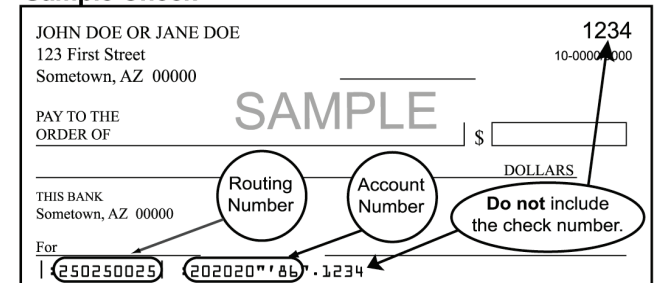 JOHN DOE OR JANE DOE
1234
123 First Street
10-0000/0000
Sometown, AZ 00000
SAMPLE
PAY TO THE
ORDER OF
$
DOLLARS
Routing
Number
Account
Number
Do not include
the check number.
THIS BANK
Sometown, AZ 00000
For
|:250250025| :202020"'86".1234